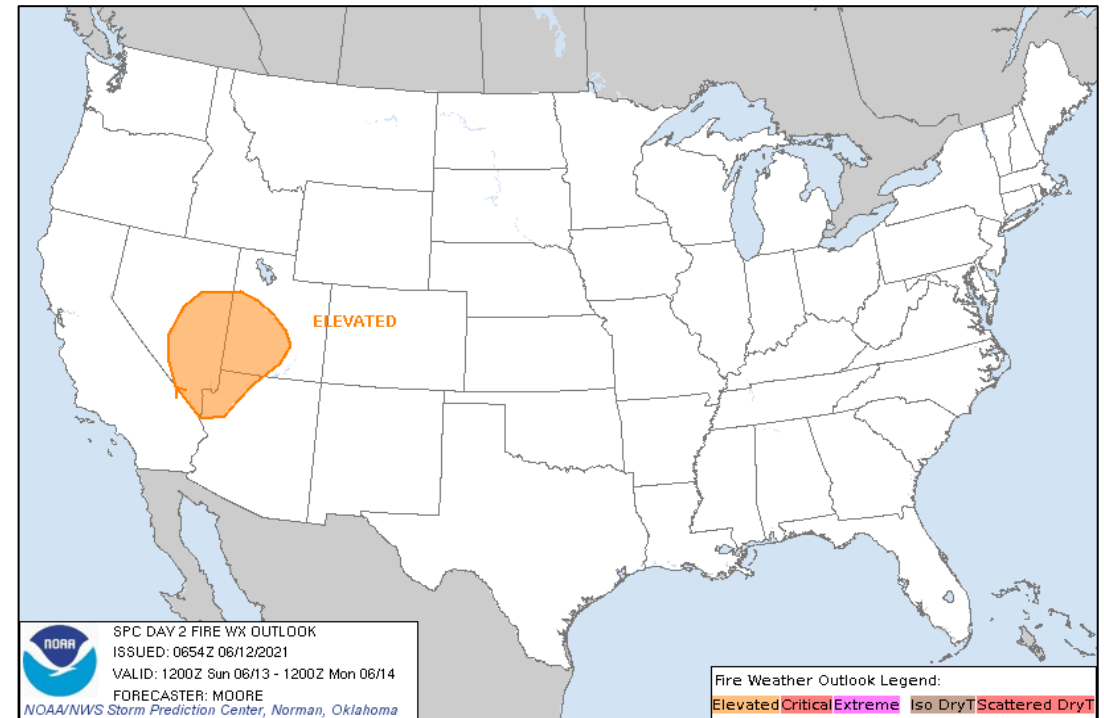 ELEVATED
NOAA
SPC DAY 2 FIRE WX OUTLOOK
ISSUED: 0654Z 06/12/2021
VALID: 1200Z Sun 06/13 - 1200Z Mon 06/14
FORECASTER: MOORE
NOAA/NWS Storm Prediction Center, Norman, Oklahoma
Fire Weather Outlook Legend:
Elevated Critical Extreme Iso DryT Scattered DryT